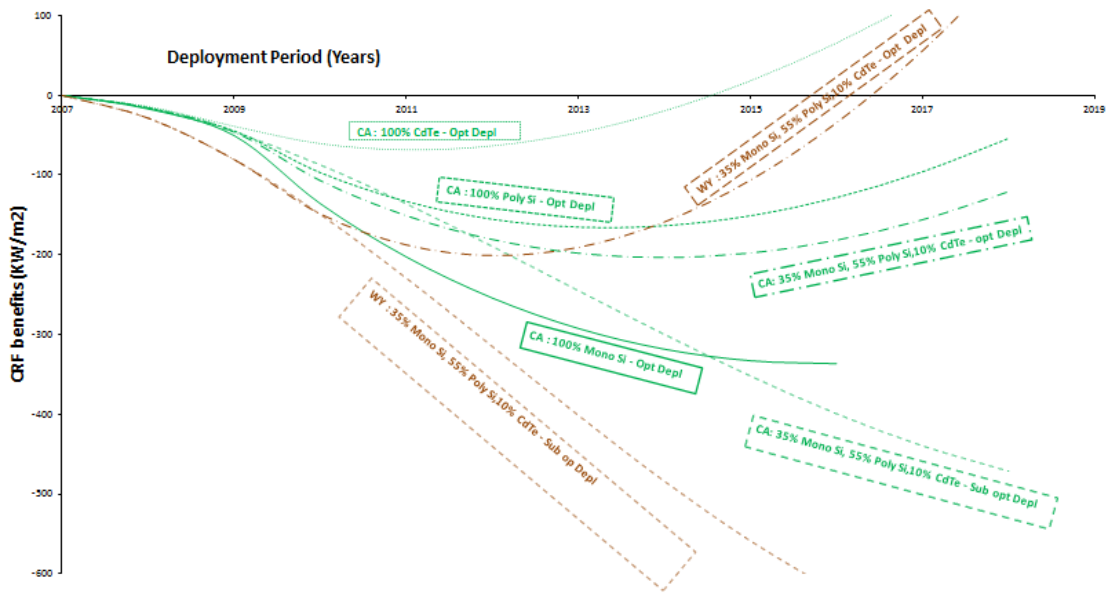 100
Deployment Period (Years)
0
2007
2009
2011
2013
2015
2017
2019
CA : 100% CdTe - Opt Depl
WY : 35% Mono Si, 55% Poly Si,10% CdTe - Opt Depl
-100
CA : 100% Poly Si - Opt Depl
-200
CA: 35% Mono Si, 55% Poly Si,10% CdTe - opt Depl
CRF benefits (KW/m2)
WY : 35% Mono Si, 55% Poly Si,10% CdTe - Sub op Depl
-300
CA : 100% Mono Si - Opt Depl
-400
CA: 35% Mono Si, 55% Poly Si,10% CdTe - Sub opt Depl
-500
-600